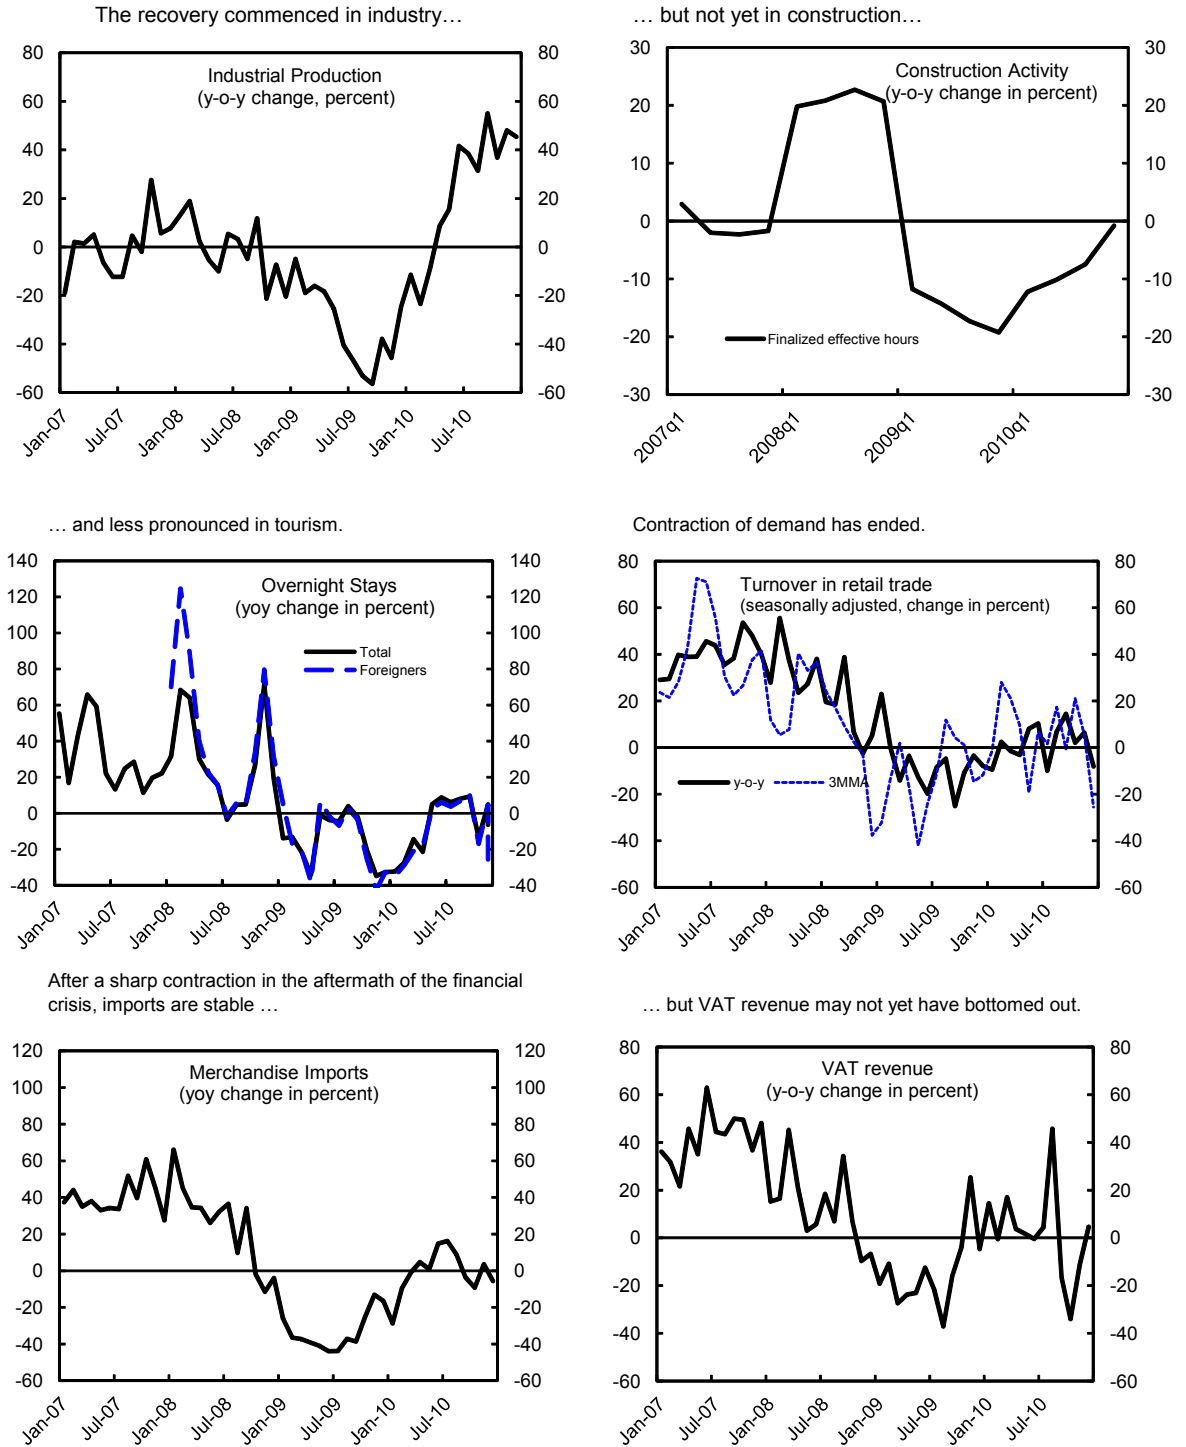 The recovery commenced in industry…
80
60
40
20
0
-20
-40
-60
Industrial Production
(y-o-y change, percent)
80
60
40
20
0
-20
-40
-60
Jan-07
Jul-07
Jan-08
Jul-08
Jan-09
Jul-09
Jan-10
Jul-10
… but not yet in construction…
30
20
10
0
-10
-20
-30
Construction Activity
(y-o-y change in percent)
Finalized effective hours
30
20
10
0
-10
-20
-30
2007q1
2008q1
2009q1
2010q1
… and less pronounced in tourism.
140
120
100
80
60
40
20
0
-20
-40
Overnight Stays
(yoy change in percent)
Total
Foreigners
140
120
100
80
60
40
20
0
-20
-40
Jan-07
Jul-07
Jan-08
Jul-08
Jan-09
Jul-09
Jan-10
Jul-10
Contraction of demand has ended.
80
60
40
20
0
-20
-40
-60
Turnover in retail trade
(seasonally adjusted, change in percent)
y-o-y
3MMA
80
60
40
20
0
-20
-40
-60
Jan-07
Jul-07
Jan-08
Jul-08
Jan-09
Jul-09
Jan-10
Jul-10
After a sharp contraction in the aftermath of the financial
crisis, imports are stable …
120
100
80
60
40
20
0
-20
-40
-60
Merchandise Imports
(yoy change in percent)
120
100
80
60
40
20
0
-20
-40
-60
Jan-07
Jul-07
Jan-08
Jul-08
Jan-09
Jul-09
Jan-10
Jul-10
… but VAT revenue may not yet have bottomed out.
80
60
40
20
0
-20
-40
-60
VAT revenue
(y-o-y change in percent)
80
60
40
20
0
-20
-40
-60
Jan-07
Jul-07
Jan-08
Jul-08
Jan-09
Jul-09
Jan-10
Jul-10